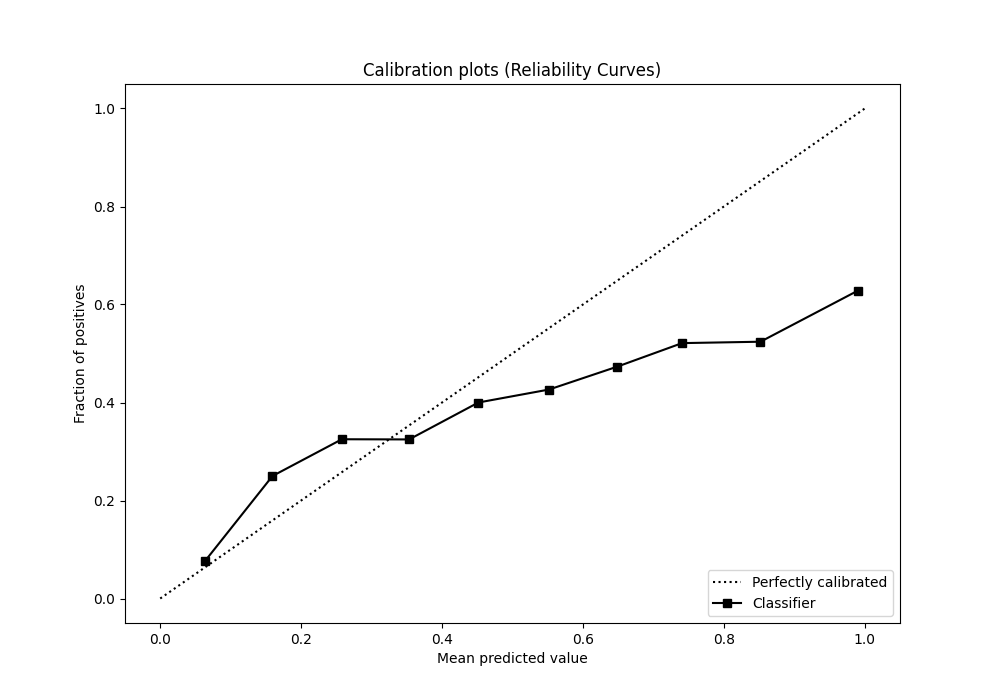 Calibration plots (Reliability Curves)
1.0
0.8
0.6
0.4
0.2
0.0
Fraction of positives
0.0 0.2 0.4 0.6 0.8 1.0
Mean predicted value
Perfectly calibrated
Classifier